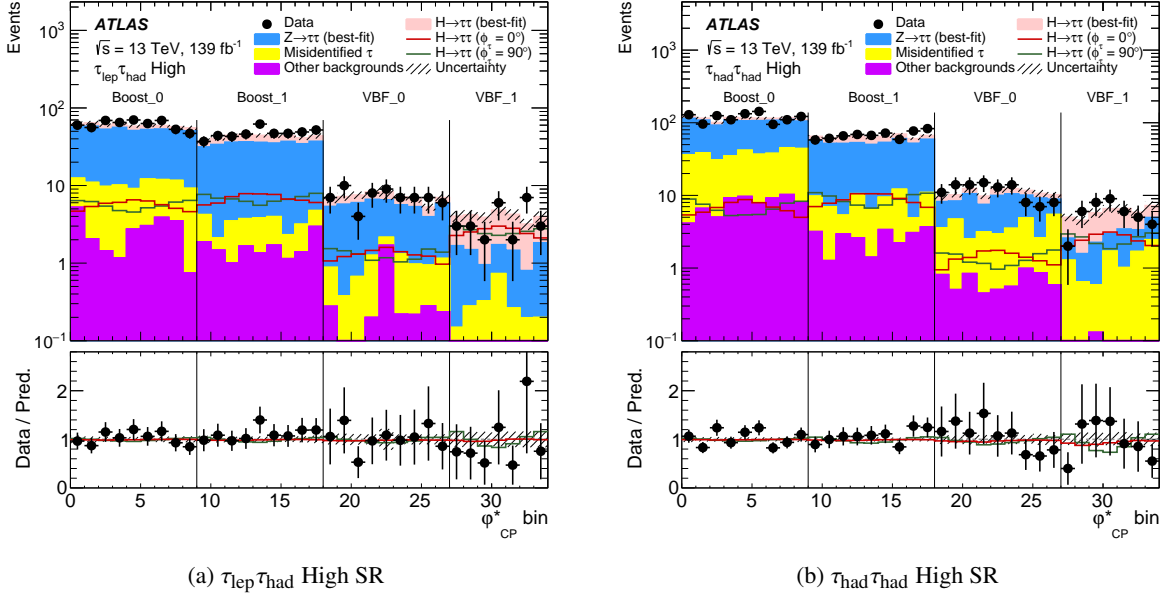 Events
ATLAS
√s = 13 TeV, 139 fb⁻¹
τlepτhad High
Data
Z→ττ (best-fit)
Misidentified τ
Other backgrounds
H→ττ (best-fit)
H→ττ (ϕτ = 0°)
H→ττ (ϕτ = 90°)
Uncertainty
Boost_0 Boost_1 VBF_0 VBF_1
10³
10²
10
1
10⁻¹
Data / Pred.
2
1
0
0 5 10 15 20 25 30
φ*CP bin
(a) τlepτhad High SR
Events
ATLAS
√s = 13 TeV, 139 fb⁻¹
τhadτhad High
Data
Z→ττ (best-fit)
Misidentified τ
Other backgrounds
H→ττ (best-fit)
H→ττ (ϕτ = 0°)
H→ττ (ϕτ = 90°)
Uncertainty
Boost_0 Boost_1 VBF_0 VBF_1
10³
10²
10
1
10⁻¹
Data / Pred.
2
1
0
0 5 10 15 20 25 30
φ*CP bin
(b) τhadτhad High SR